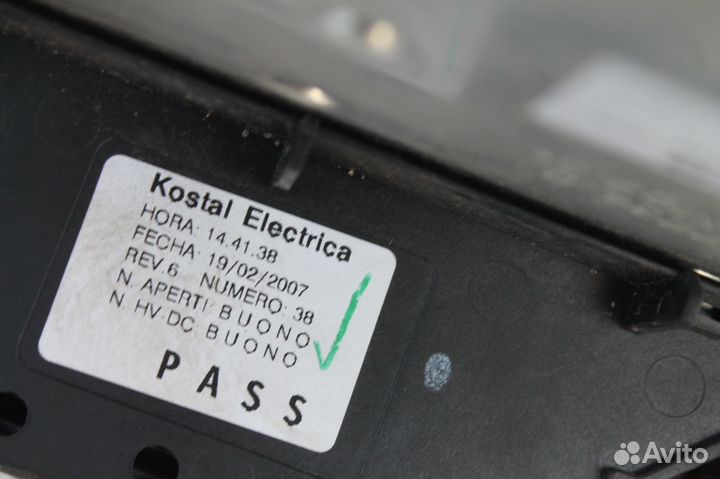 Kostal Electrica
HORA: 14.41.38
FECHA: 19/02/2007
REV.6 NUMERO: 38
N. APERTI: BUONO
N. HV.DC: BUONO
PASS
Avito